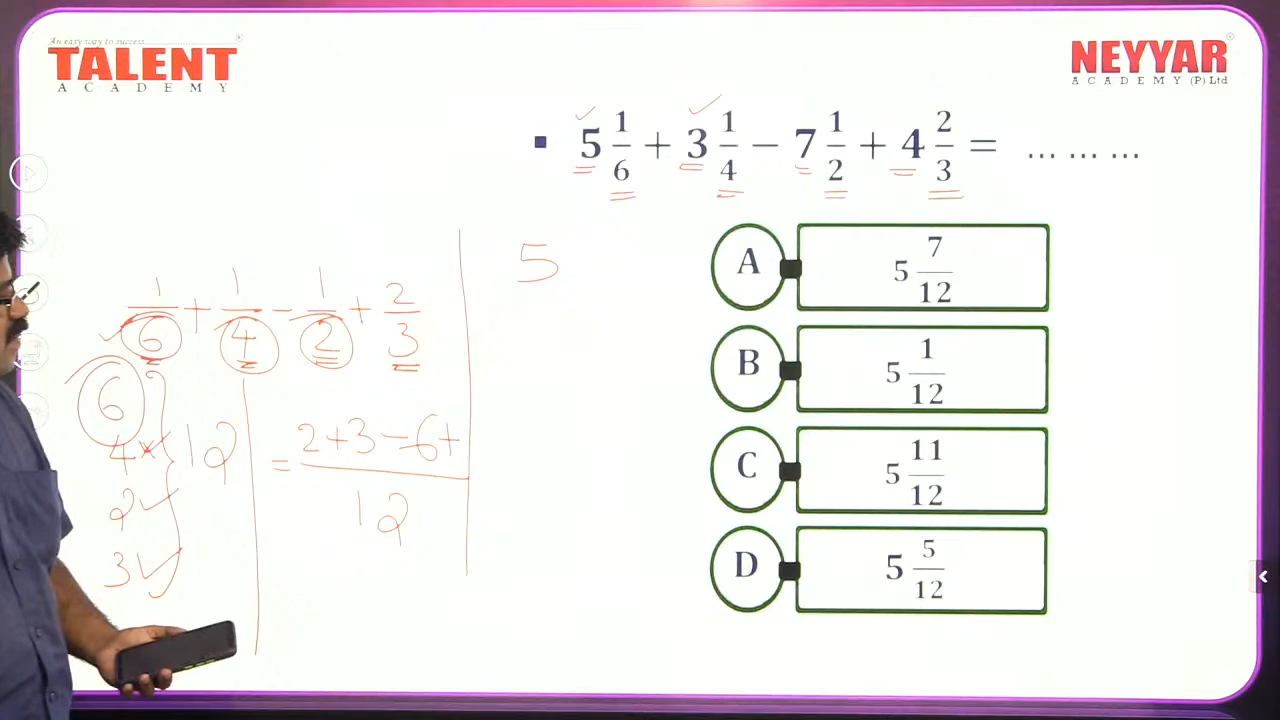 An easy way to success
TALENT
ACADEMY
NEYYAR
ACADEMY (P) Ltd
▪ 5 1/6 + 3 1/4 − 7 1/2 + 4 2/3 = ... ... ...
A 5 7/12
B 5 1/12
C 5 11/12
D 5 5/12
5
1/6 + 1/4 - 1/2 + 2/3
6
4
2
3
12
= 2+3-6+/12